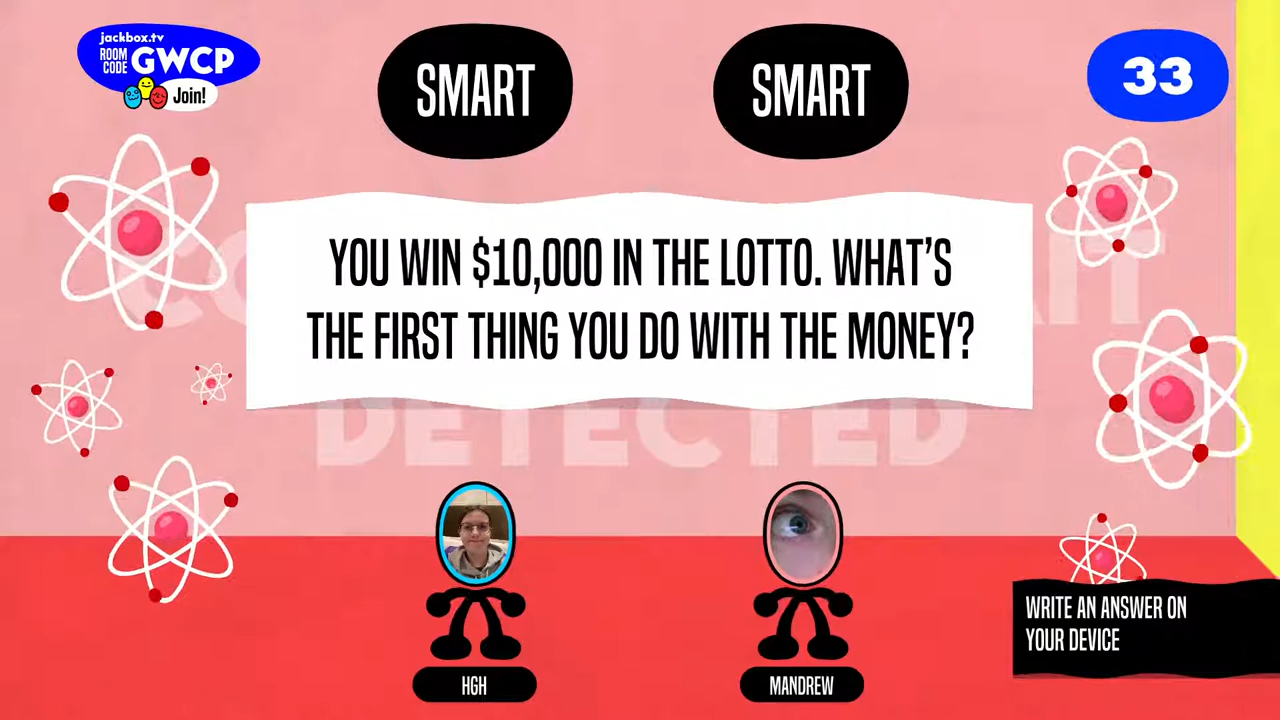 jackbox.tv
ROOM CODE GWCP
Join!
SMART
SMART
33
YOU WIN $10,000 IN THE LOTTO. WHAT'S
THE FIRST THING YOU DO WITH THE MONEY?
DETECTED
HGH
MANDREW
WRITE AN ANSWER ON
YOUR DEVICE